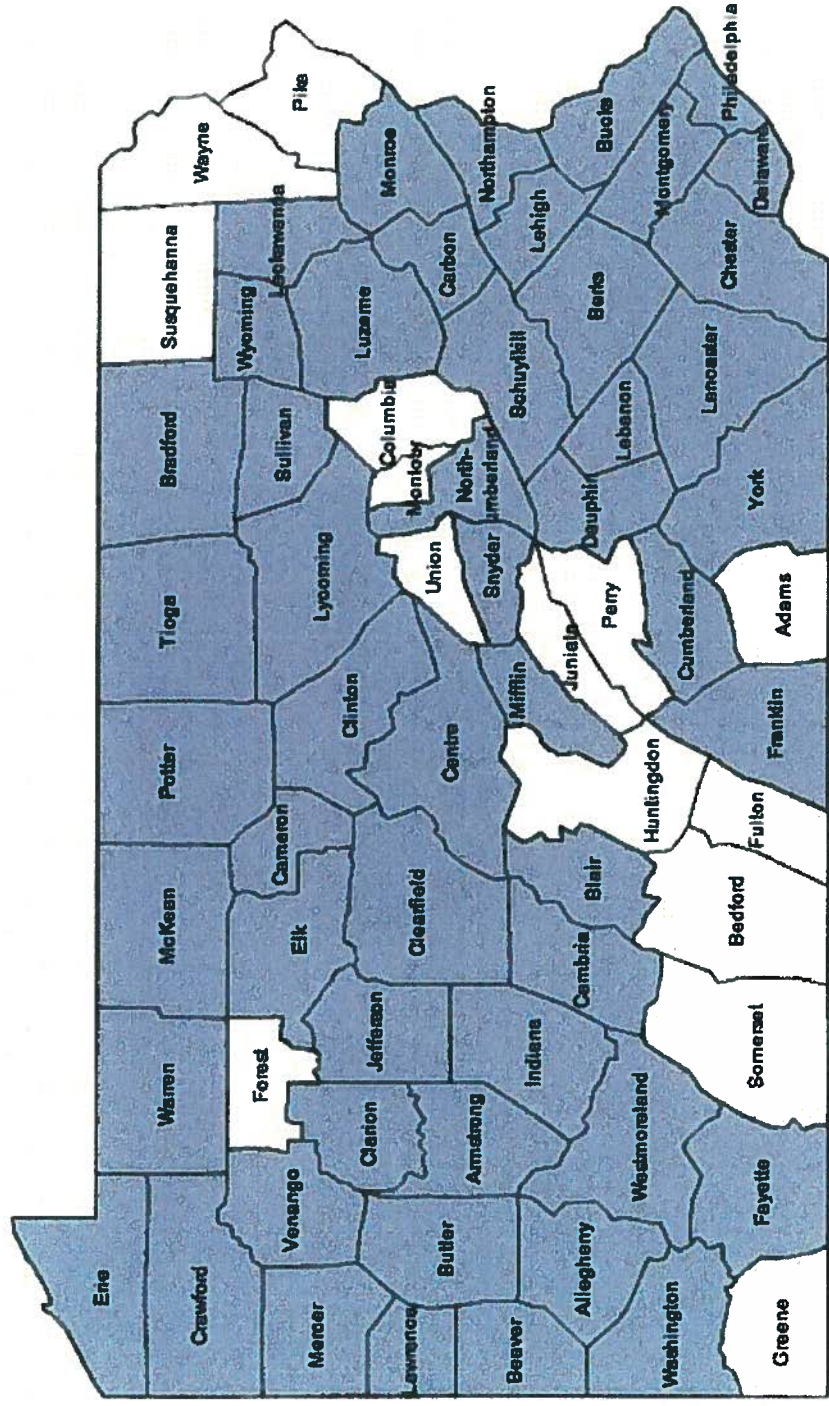 Erie
Crawford
Mercer
Lawrence
Beaver
Washington
Greene
Warren
Forest
Venango
Clarion
Butler
Armstrong
Allegheny
Westmoreland
Fayette
McKean
Elk
Jefferson
Indiana
Cambria
Somerset
Potter
Cameron
Clearfield
Blair
Bedford
Tioga
Clinton
Centre
Mifflin
Huntingdon
Fulton
Franklin
Bradford
Sullivan
Lycoming
Union
Snyder
Juniata
Perry
Cumberland
Adams
Susquehanna
Wyoming
Lackawanna
Luzerne
Columbia
Montour
North-
umberland
Schuylkill
Dauphin
Lebanon
York
Lancaster
Wayne
Pike
Monroe
Carbon
Northampton
Lehigh
Berks
Bucks
Montgomery
Chester
Delaware
Philadelphia